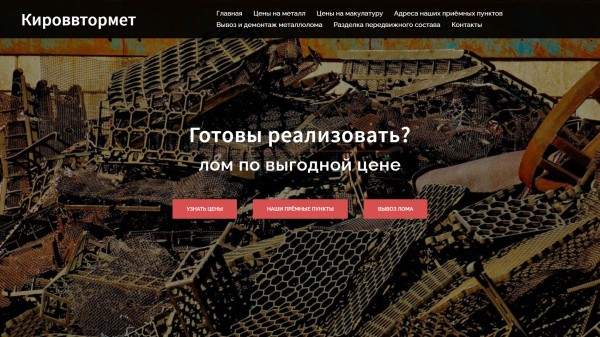 Кироввтормет
Главная Цены на металл Цены на макулатуру Адреса наших приёмных пунктов
Вывоз и демонтаж металлолома Разделка передвижного состава Контакты
Готовы реализовать?
лом по выгодной цене
УЗНАТЬ ЦЕНЫ НАШИ ПРЁМНЫЕ ПУНКТЫ ВЫВОЗ ЛОМА